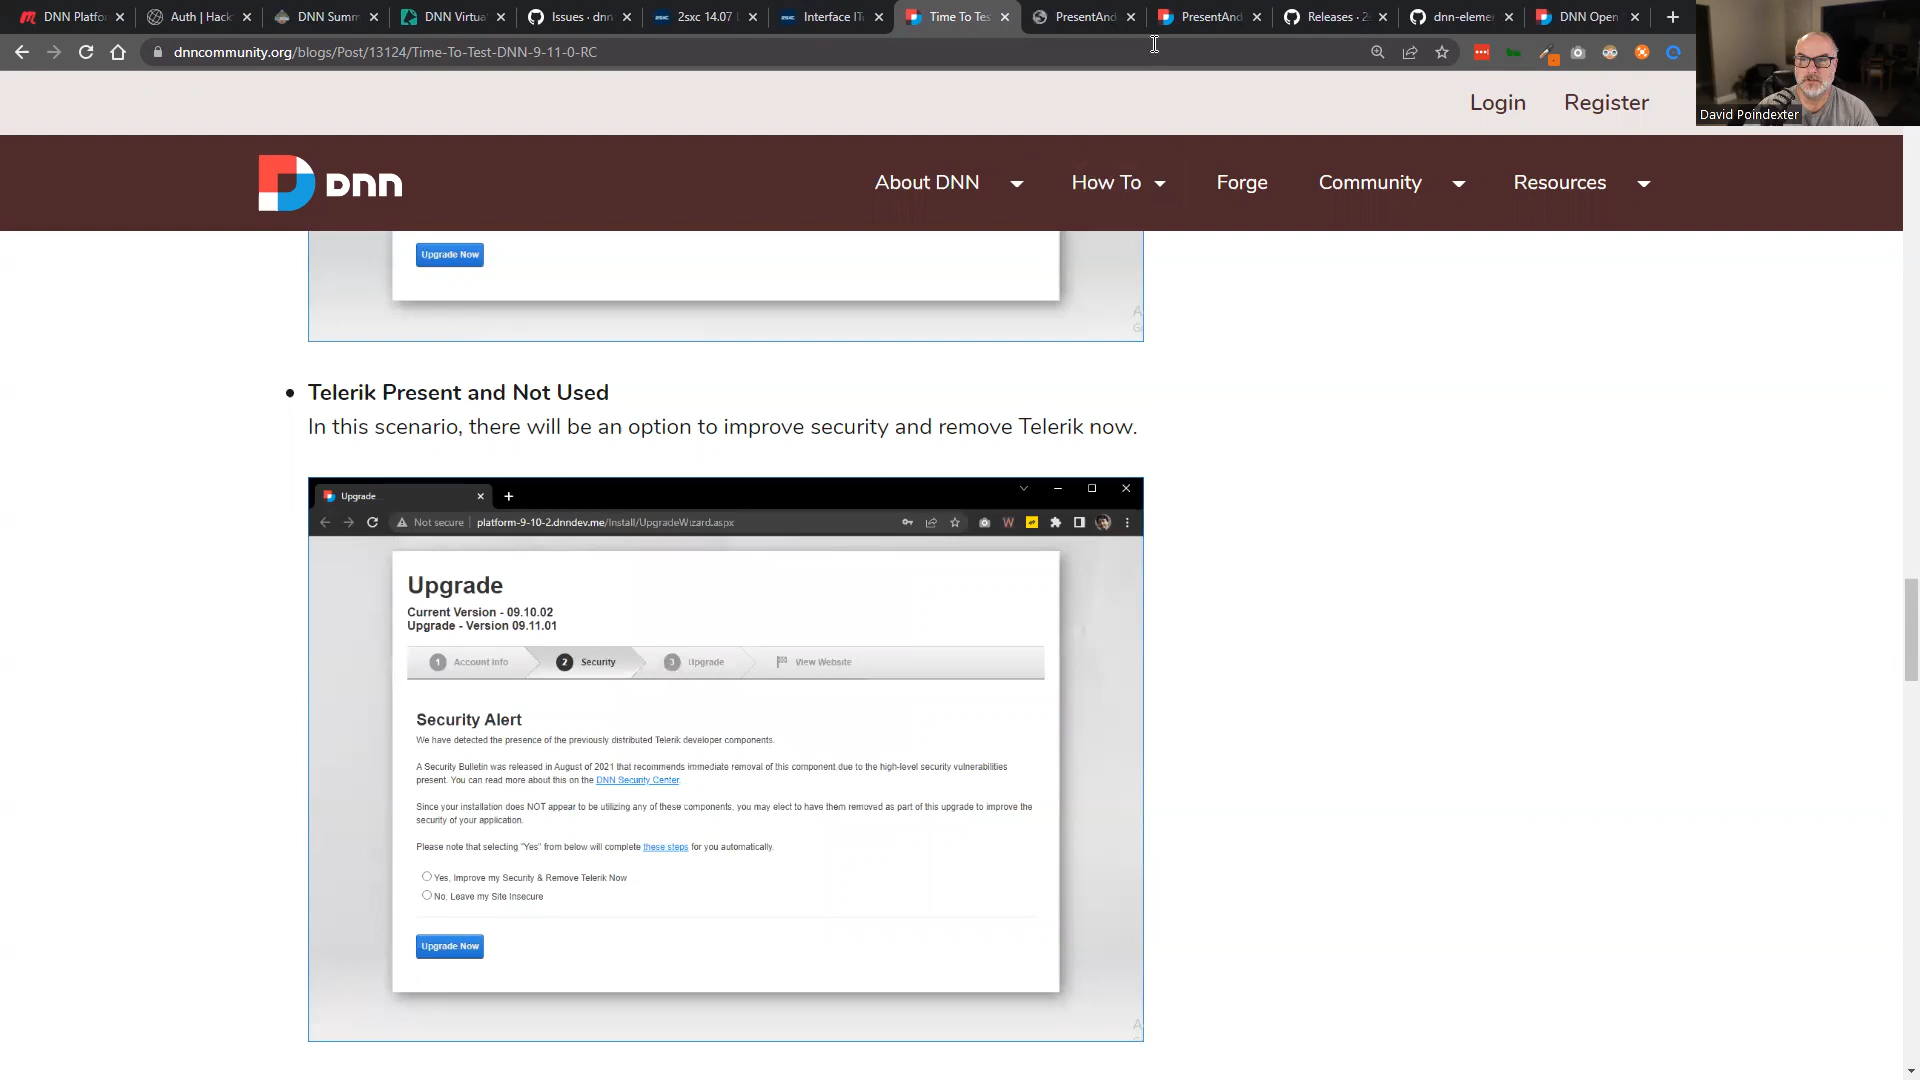 DNN Platfo
Auth | Hack
DNN Summ
DNN Virtua
Issues · dnn
2sxc 14.07 L
Interface IT
Time To Tes
PresentAnd
PresentAnd
Releases · 2s
dnn-eleme
DNN Open
dnncommunity.org/blogs/Post/13124/Time-To-Test-DNN-9-11-0-RC
David Poindexter
Login
Register
DNN
About DNN
How To
Forge
Community
Resources
Upgrade Now
Telerik Present and Not Used
In this scenario, there will be an option to improve security and remove Telerik now.
Upgrade
Not secure
platform-9-10-2.dnndev.me/Install/UpgradeWizard.aspx
Upgrade
Current Version - 09.10.02
Upgrade - Version 09.11.01
1 Account Info
2 Security
3 Upgrade
View Website
Security Alert
We have detected the presence of the previously distributed Telerik developer components.
A Security Bulletin was released in August of 2021 that recommends immediate removal of this component due to the high-level security vulnerabilities
present. You can read more about this on the DNN Security Center.
Since your installation does NOT appear to be utilizing any of these components, you may elect to have them removed as part of this upgrade to improve the
security of your application.
Please note that selecting "Yes" from below will complete these steps for you automatically.
Yes, Improve my Security & Remove Telerik Now
No, Leave my Site Insecure
Upgrade Now